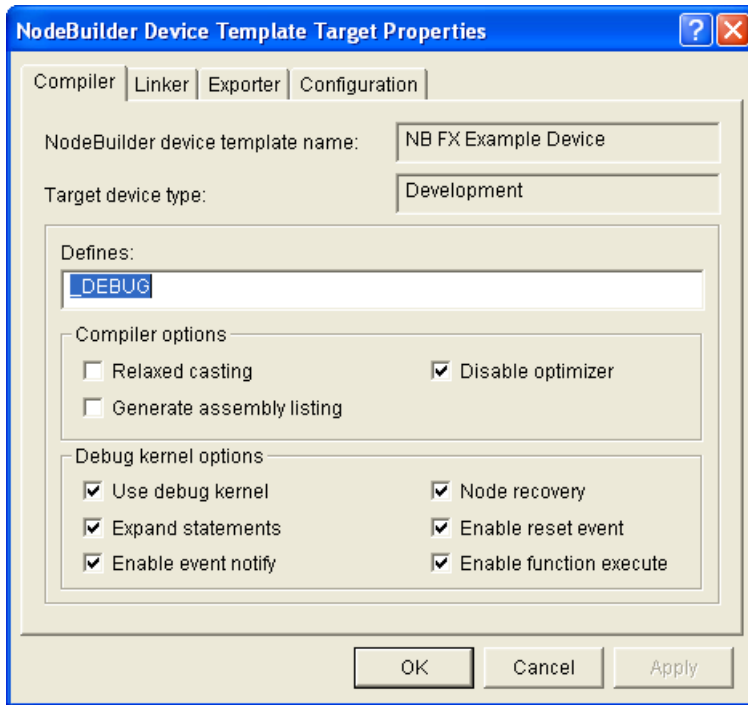 NodeBuilder Device Template Target Properties
Compiler Linker Exporter Configuration
NodeBuilder device template name: NB FX Example Device
Target device type: Development
Defines:
_DEBUG
Compiler options
Relaxed casting Disable optimizer
Generate assembly listing
Debug kernel options
Use debug kernel Node recovery
Expand statements Enable reset event
Enable event notify Enable function execute
OK Cancel Apply